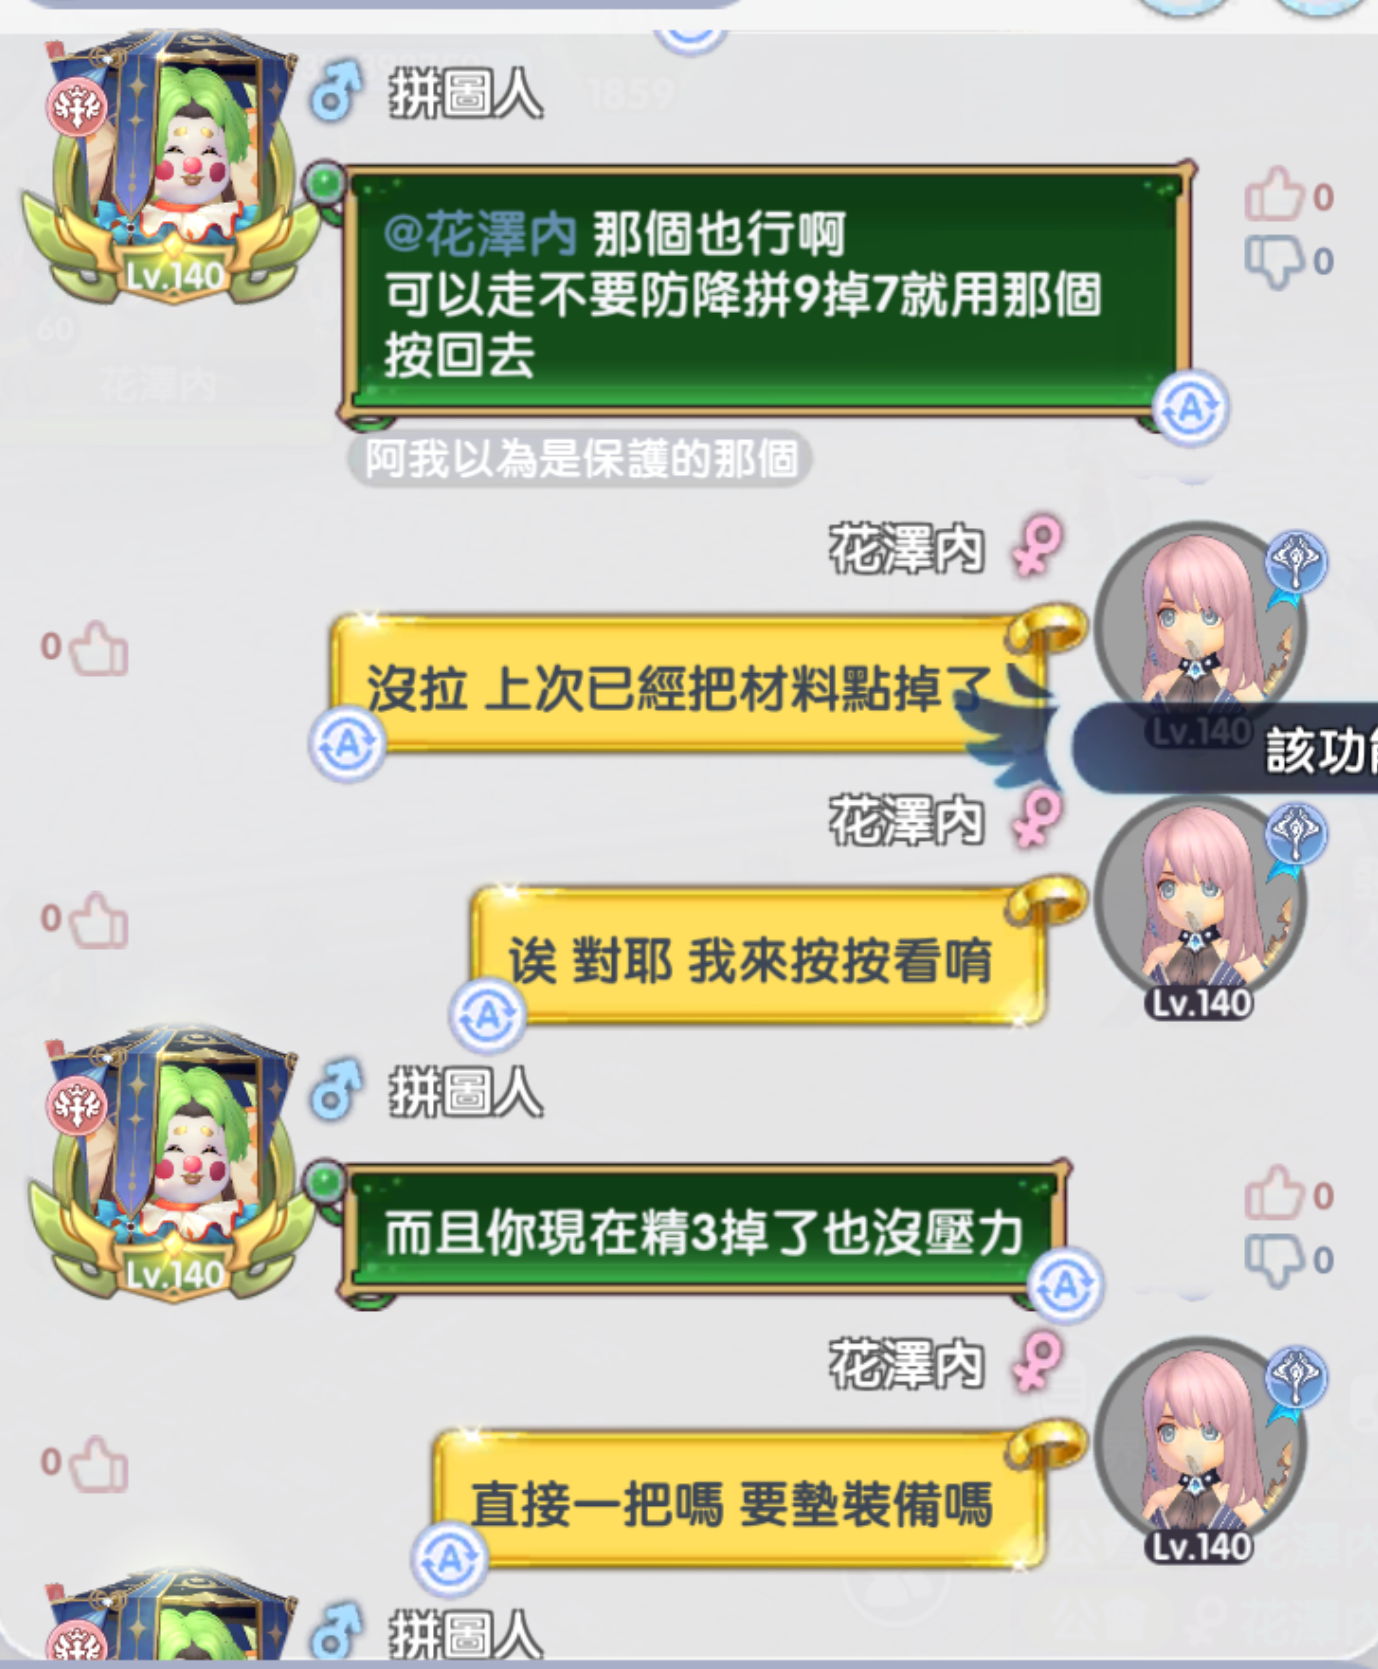 拼圖人
1859
@花澤內 那個也行啊
可以走不要防降拼9掉7就用那個
按回去
0
0
Lv.140
60
花澤內
阿我以為是保護的那個
花澤內
沒拉 上次已經把材料點掉了
0
Lv.140
該功
花澤內
诶 對耶 我來按按看唷
0
Lv.140
拼圖人
而且你現在精3掉了也沒壓力
0
0
Lv.140
花澤內
直接一把嗎 要墊裝備嗎
0
Lv.140
拼圖人